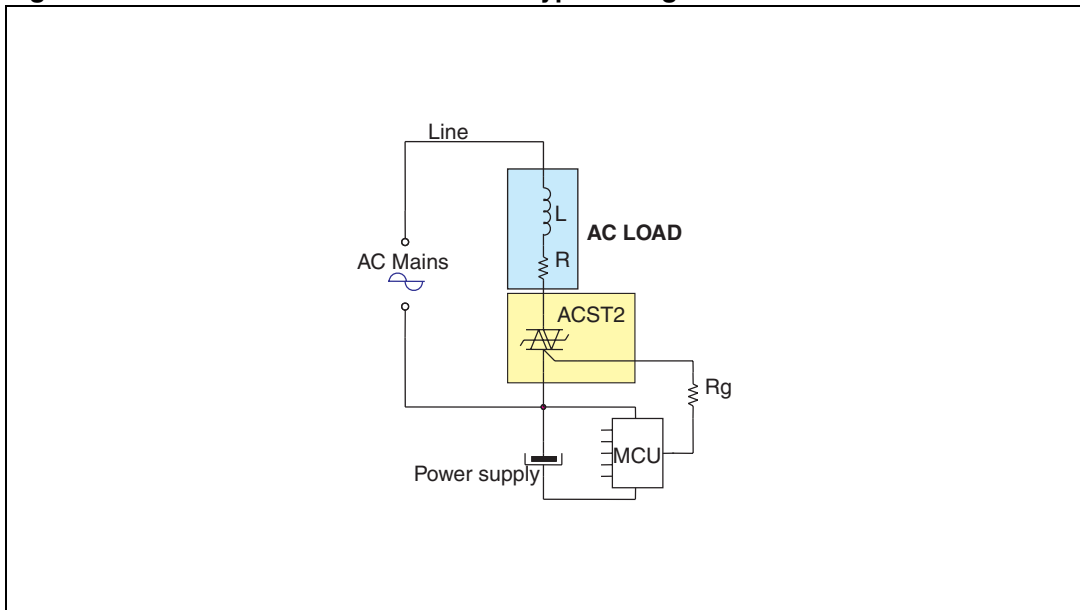 Line
L
AC LOAD
R
AC Mains
ACST2
Rg
MCU
Power supply